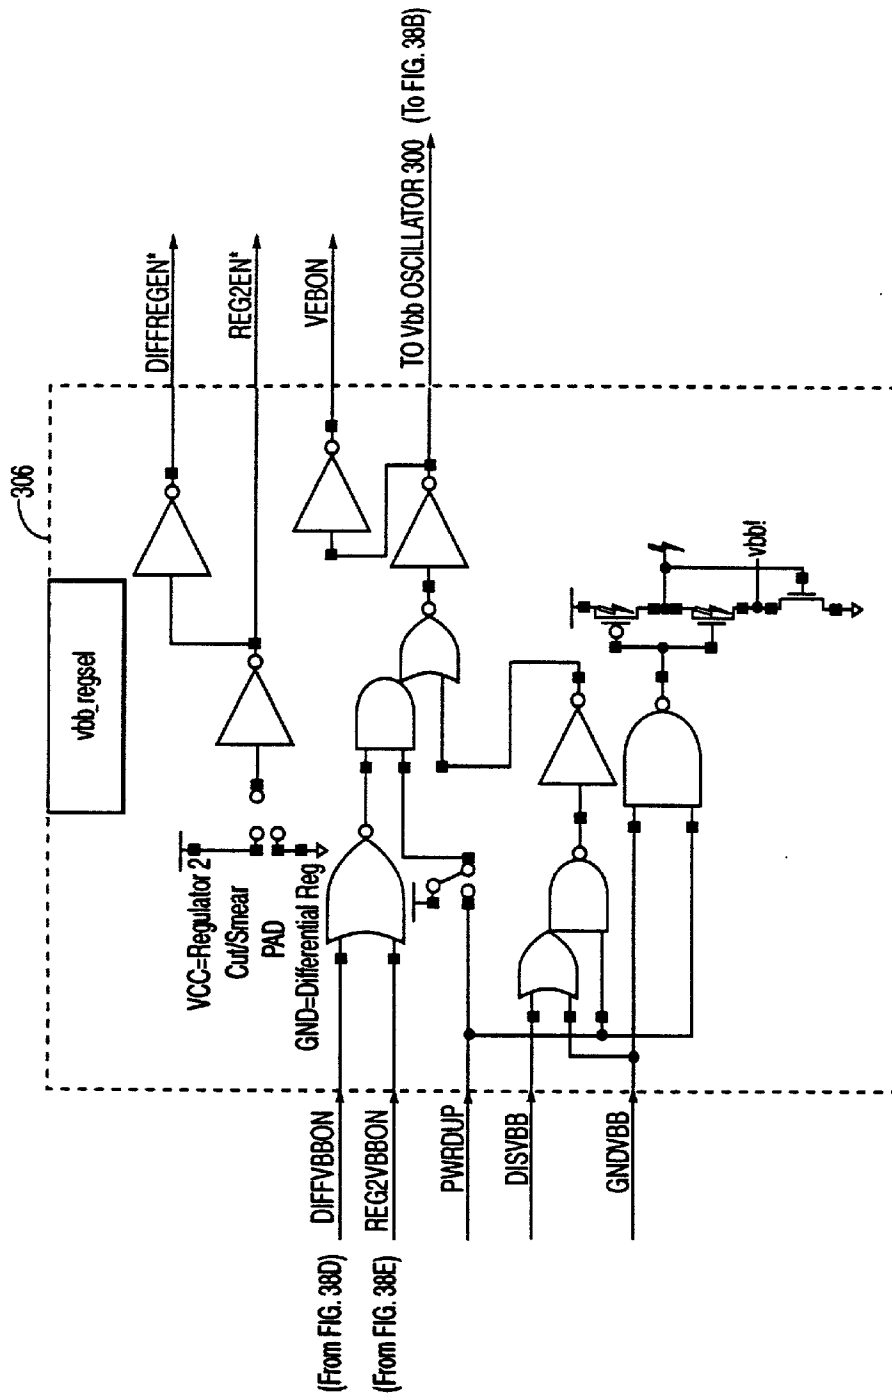 306
vbb_regsel
DIFFREGEN*
REG2EN*
VEBON
TO Vbb OSCILLATOR 300 (To FIG. 38B)
VCC=Regulator 2
Cut/Smear
PAD
GND=Differential Reg
(From FIG. 38D) DIFFVBBON
(From FIG. 38E) REG2VBBON
PWRDUP
DISVBB
GNDVBB
vbb!